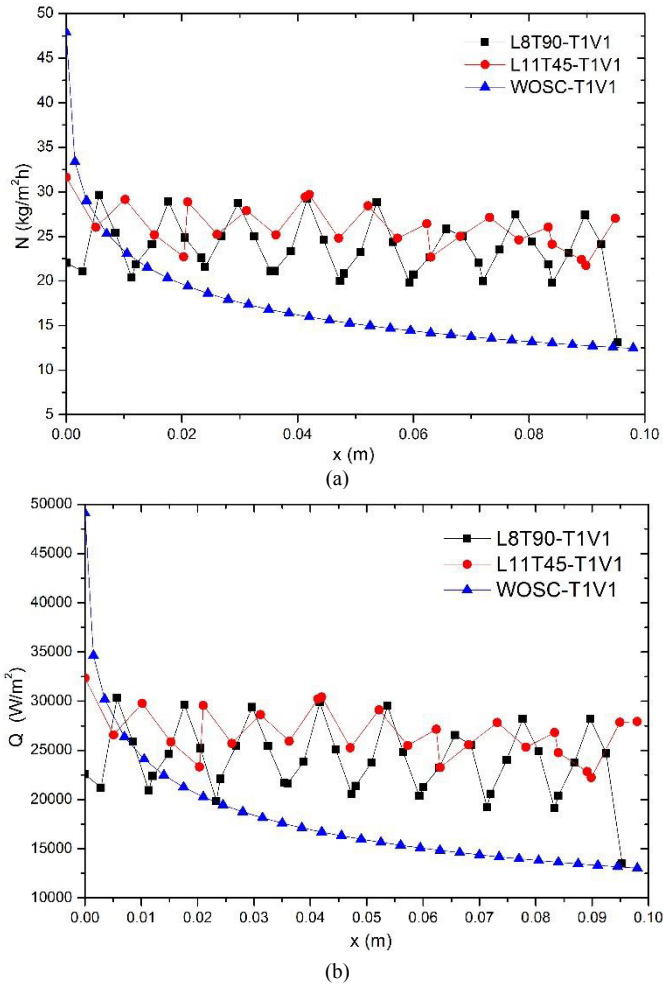 50
45
40
35
30
25
20
15
10
5
N (kg/m²h)
L8T90-T1V1
L11T45-T1V1
WOSC-T1V1
0.00 0.02 0.04 0.06 0.08 0.10
x (m)
(a)
50000
45000
40000
35000
30000
25000
20000
15000
10000
Q (W/m²)
L8T90-T1V1
L11T45-T1V1
WOSC-T1V1
0.00 0.01 0.02 0.03 0.04 0.05 0.06 0.07 0.08 0.09 0.10
x (m)
(b)